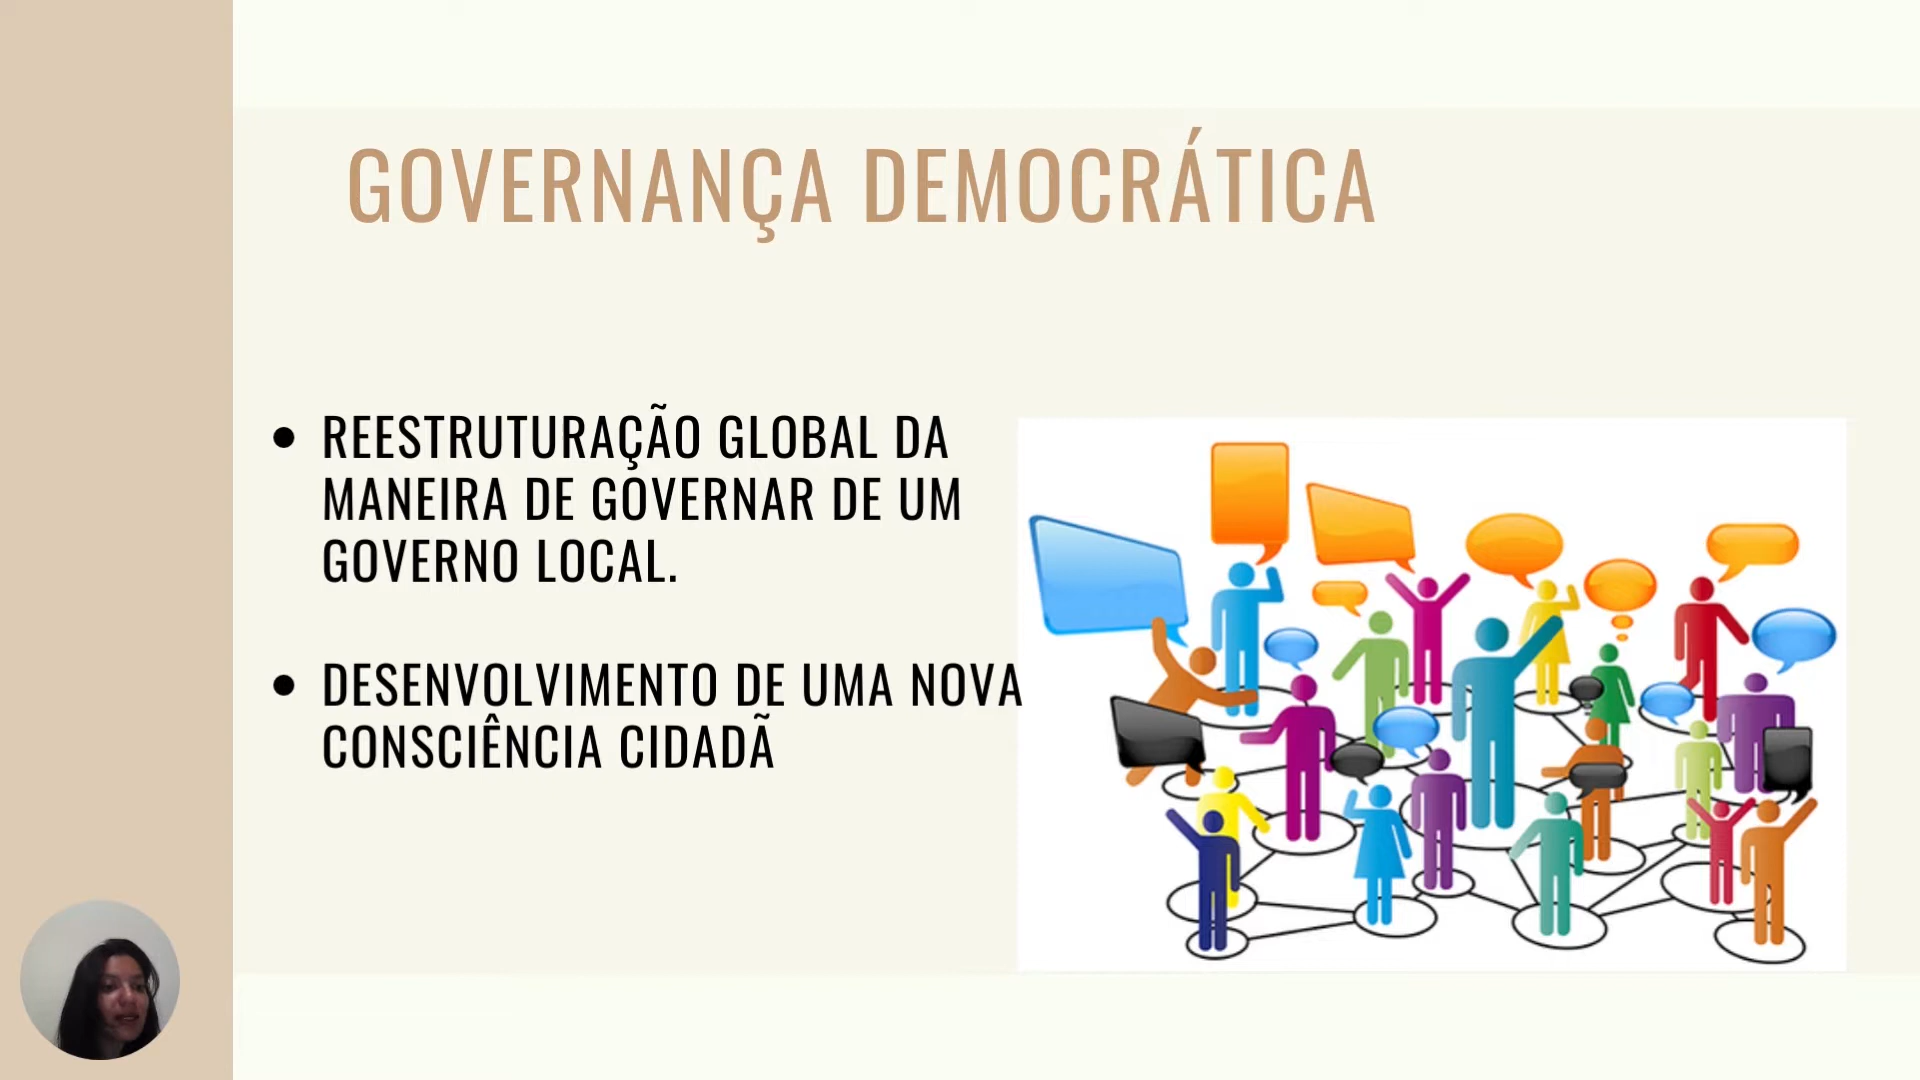 GOVERNANÇA DEMOCRÁTICA
• REESTRUTURAÇÃO GLOBAL DA
MANEIRA DE GOVERNAR DE UM
GOVERNO LOCAL.
• DESENVOLVIMENTO DE UMA NOVA
CONSCIÊNCIA CIDADÃ